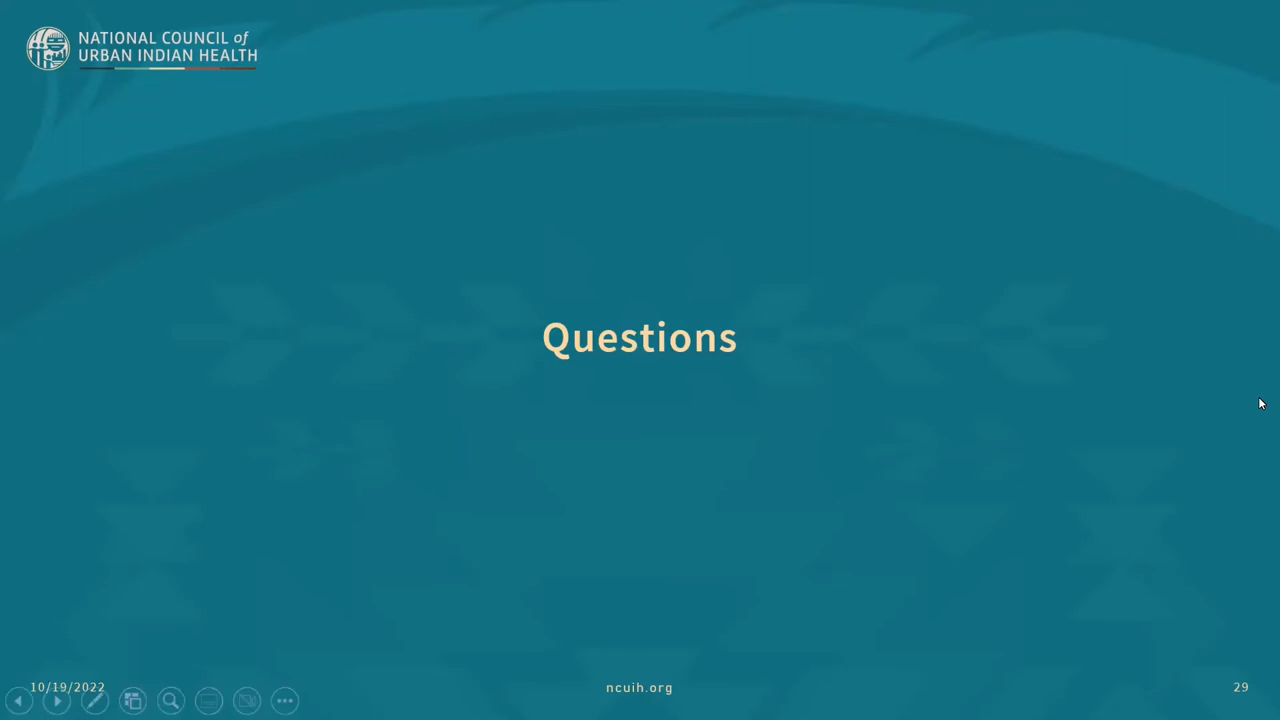 NATIONAL COUNCIL of
URBAN INDIAN HEALTH
Questions
10/19/2022
ncuih.org
29